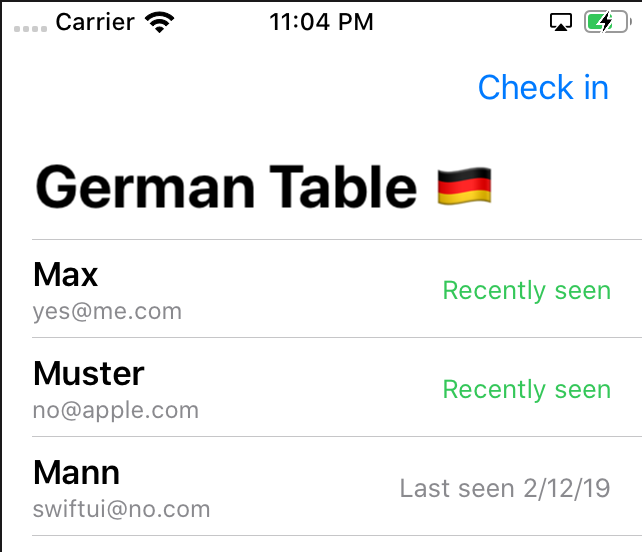 Carrier 11:04 PM
Check in
German Table 🇩🇪
Max
yes@me.com
Recently seen
Muster
no@apple.com
Recently seen
Mann
swiftui@no.com
Last seen 2/12/19